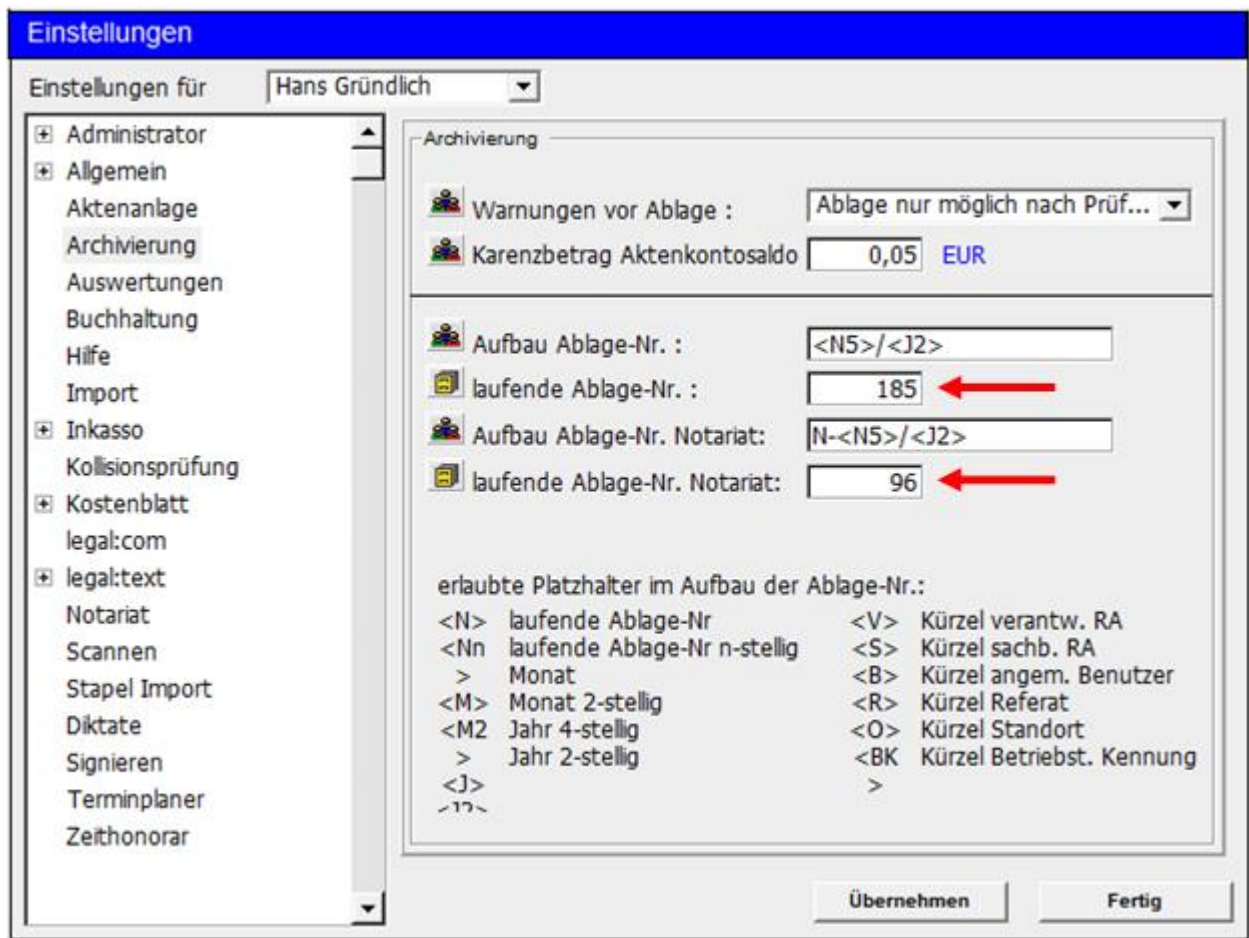 Einstellungen
Einstellungen für Hans Gründlich
Administrator
Allgemein
Aktenanlage
Archivierung
Auswertungen
Buchhaltung
Hilfe
Import
Inkasso
Kollisionsprüfung
Kostenblatt
legal:com
legal:text
Notariat
Scannen
Stapel Import
Diktate
Signieren
Terminplaner
Zeithonorar
Archivierung
Warnungen vor Ablage : Ablage nur möglich nach Prüf...
Karenzbetrag Aktenkontosaldo 0,05 EUR
Aufbau Ablage-Nr. : <N5>/<J2>
laufende Ablage-Nr. : 185
Aufbau Ablage-Nr. Notariat: N-<N5>/<J2>
laufende Ablage-Nr. Notariat: 96
erlaubte Platzhalter im Aufbau der Ablage-Nr.:
<N> laufende Ablage-Nr <V> Kürzel verantw. RA
<Nn laufende Ablage-Nr n-stellig <S> Kürzel sachb. RA
> Monat <B> Kürzel angem. Benutzer
<M> Monat 2-stellig <R> Kürzel Referat
<M2 Jahr 4-stellig <O> Kürzel Standort
> Jahr 2-stellig <BK Kürzel Betriebst. Kennung
<J> >
<J2>
Übernehmen Fertig